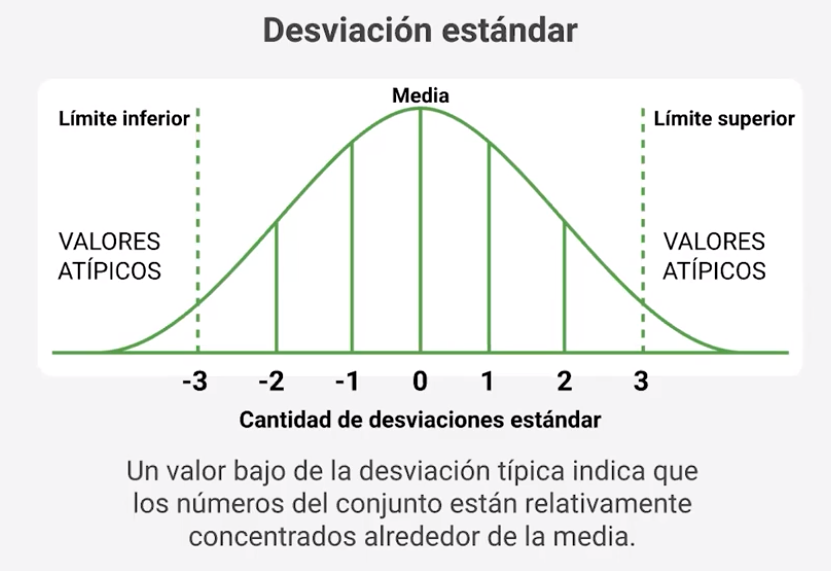 Desviación estándar
Media
Límite inferior
Límite superior
VALORES
ATÍPICOS
VALORES
ATÍPICOS
-3 -2 -1 0 1 2 3
Cantidad de desviaciones estándar
Un valor bajo de la desviación típica indica que
los números del conjunto están relativamente
concentrados alrededor de la media.